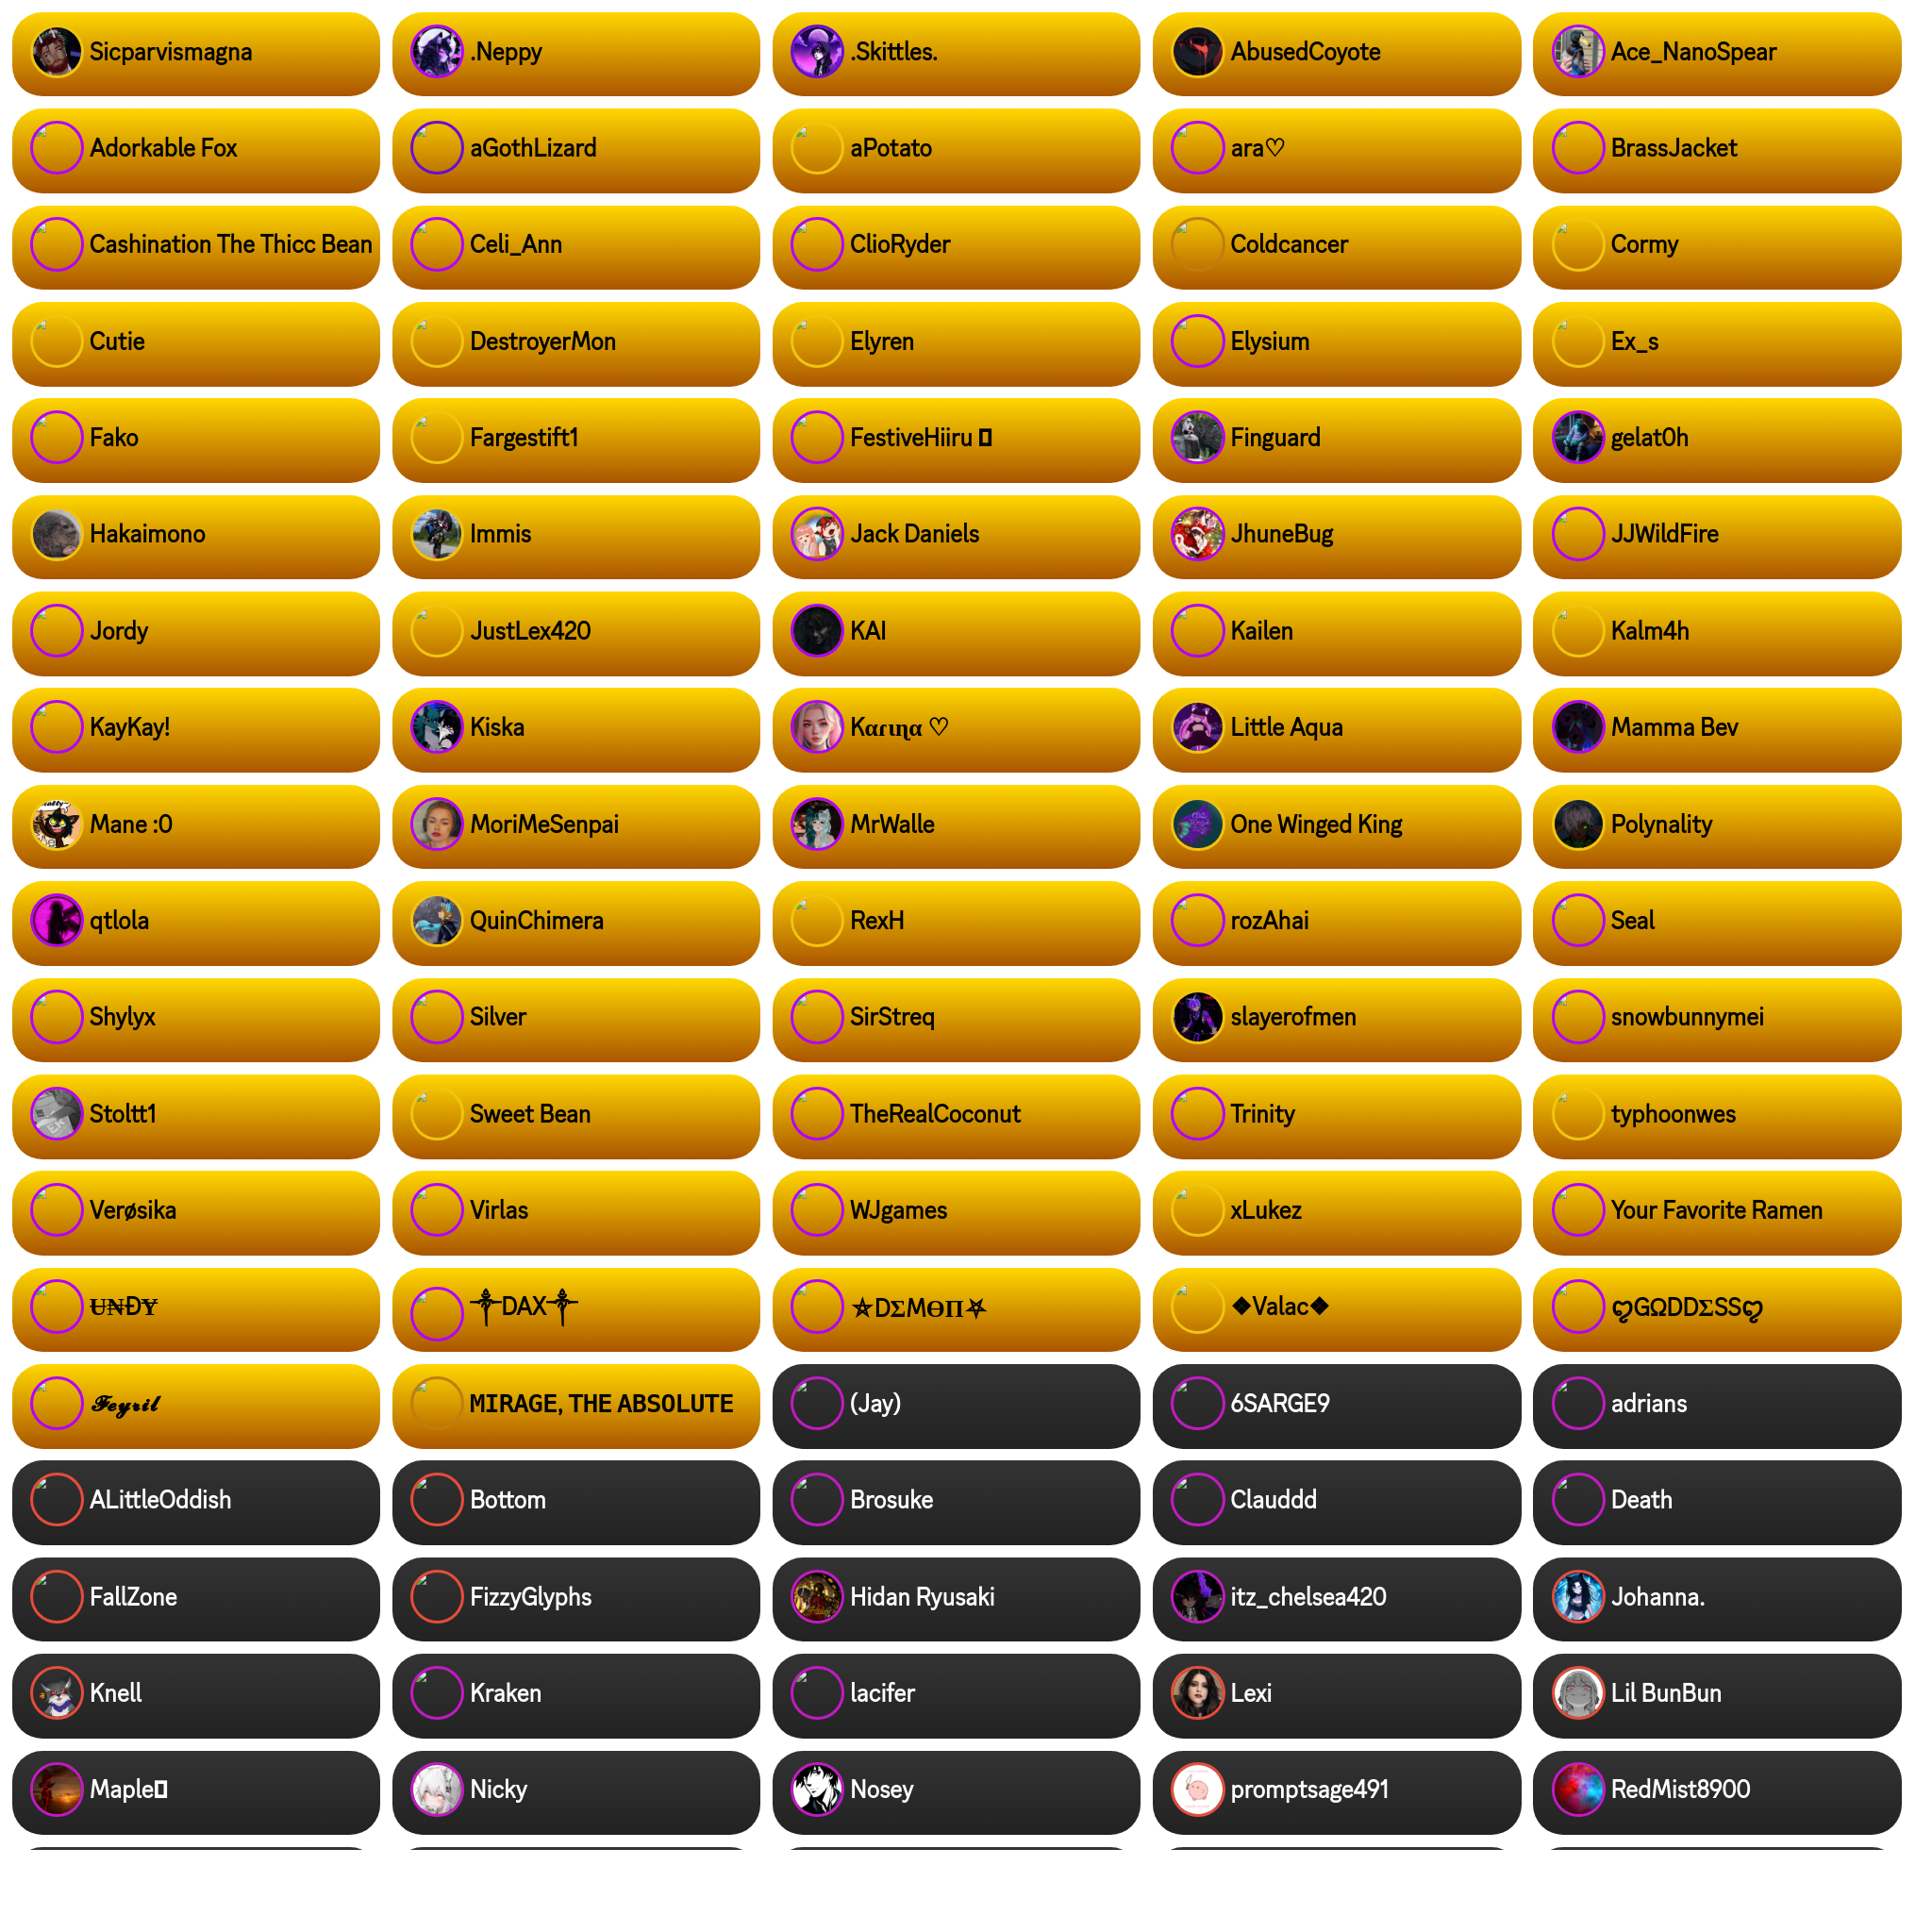 Sicparvismagna
.Neppy
.Skittles.
AbusedCoyote
Ace_NanoSpear
Adorkable Fox
aGothLizard
aPotato
ara♡
BrassJacket
Cashination The Thicc Bean
Celi_Ann
ClioRyder
Coldcancer
Cormy
Cutie
DestroyerMon
Elyren
Elysium
Ex_s
Fako
Fargestift1
FestiveHiiru
Finguard
gelat0h
Hakaimono
Immis
Jack Daniels
JhuneBug
JJWildFire
Jordy
JustLex420
KAI
Kailen
Kalm4h
KayKay!
Kiska
Kαɾιɳα ♡
Little Aqua
Mamma Bev
Mane :0
MoriMeSenpai
MrWalle
One Winged King
Polynality
qtlola
QuinChimera
RexH
rozAhai
Seal
Shylyx
Silver
SirStreq
slayerofmen
snowbunnymei
Stoltt1
Sweet Bean
TheRealCoconut
Trinity
typhoonwes
Verøsika
Virlas
WJgames
xLukez
Your Favorite Ramen
Ʉ₦ĐɎ
༒DAX༒
⛥DΣMӨΠ⛧
❖Valac❖
ღGΩDDΣSSღ
𝓕𝓮𝔂𝓻𝓲𝓵
MIRAGE, THE ABSOLUTE
(Jay)
6SARGE9
adrians
ALittleOddish
Bottom
Brosuke
Clauddd
Death
FallZone
FizzyGlyphs
Hidan Ryusaki
itz_chelsea420
Johanna.
Knell
Kraken
lacifer
Lexi
Lil BunBun
Maple
Nicky
Nosey
promptsage491
RedMist8900